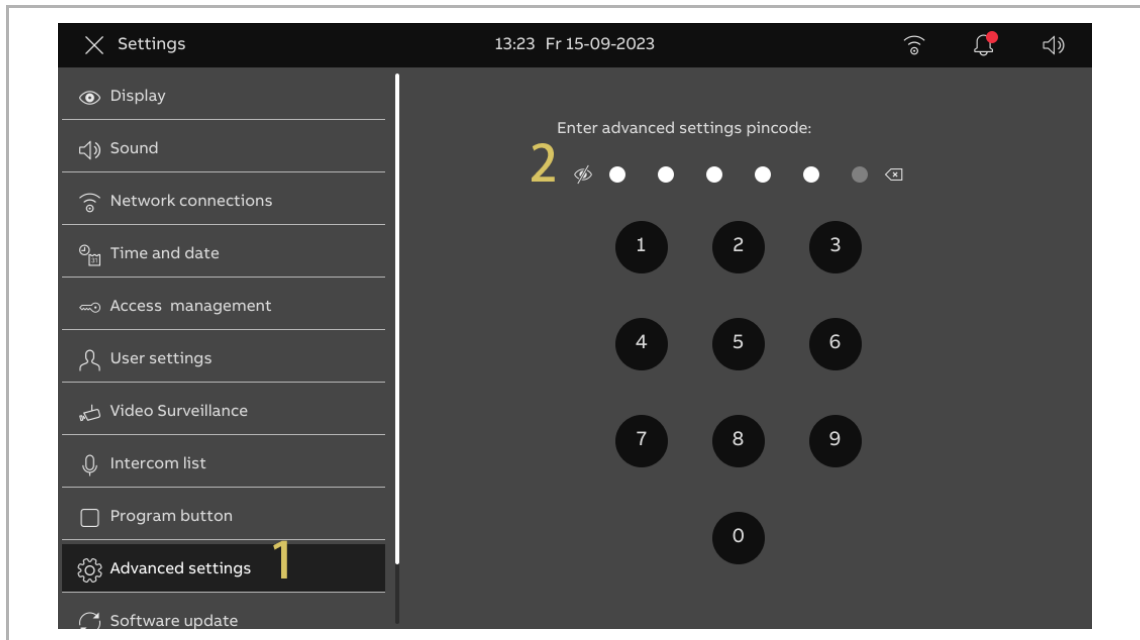 Settings
13:23 Fr 15-09-2023
Display
Sound
Network connections
Time and date
Access management
User settings
Video Surveillance
Intercom list
Program button
Advanced settings
1
Software update
Enter advanced settings pincode:
2
1 2 3
4 5 6
7 8 9
0